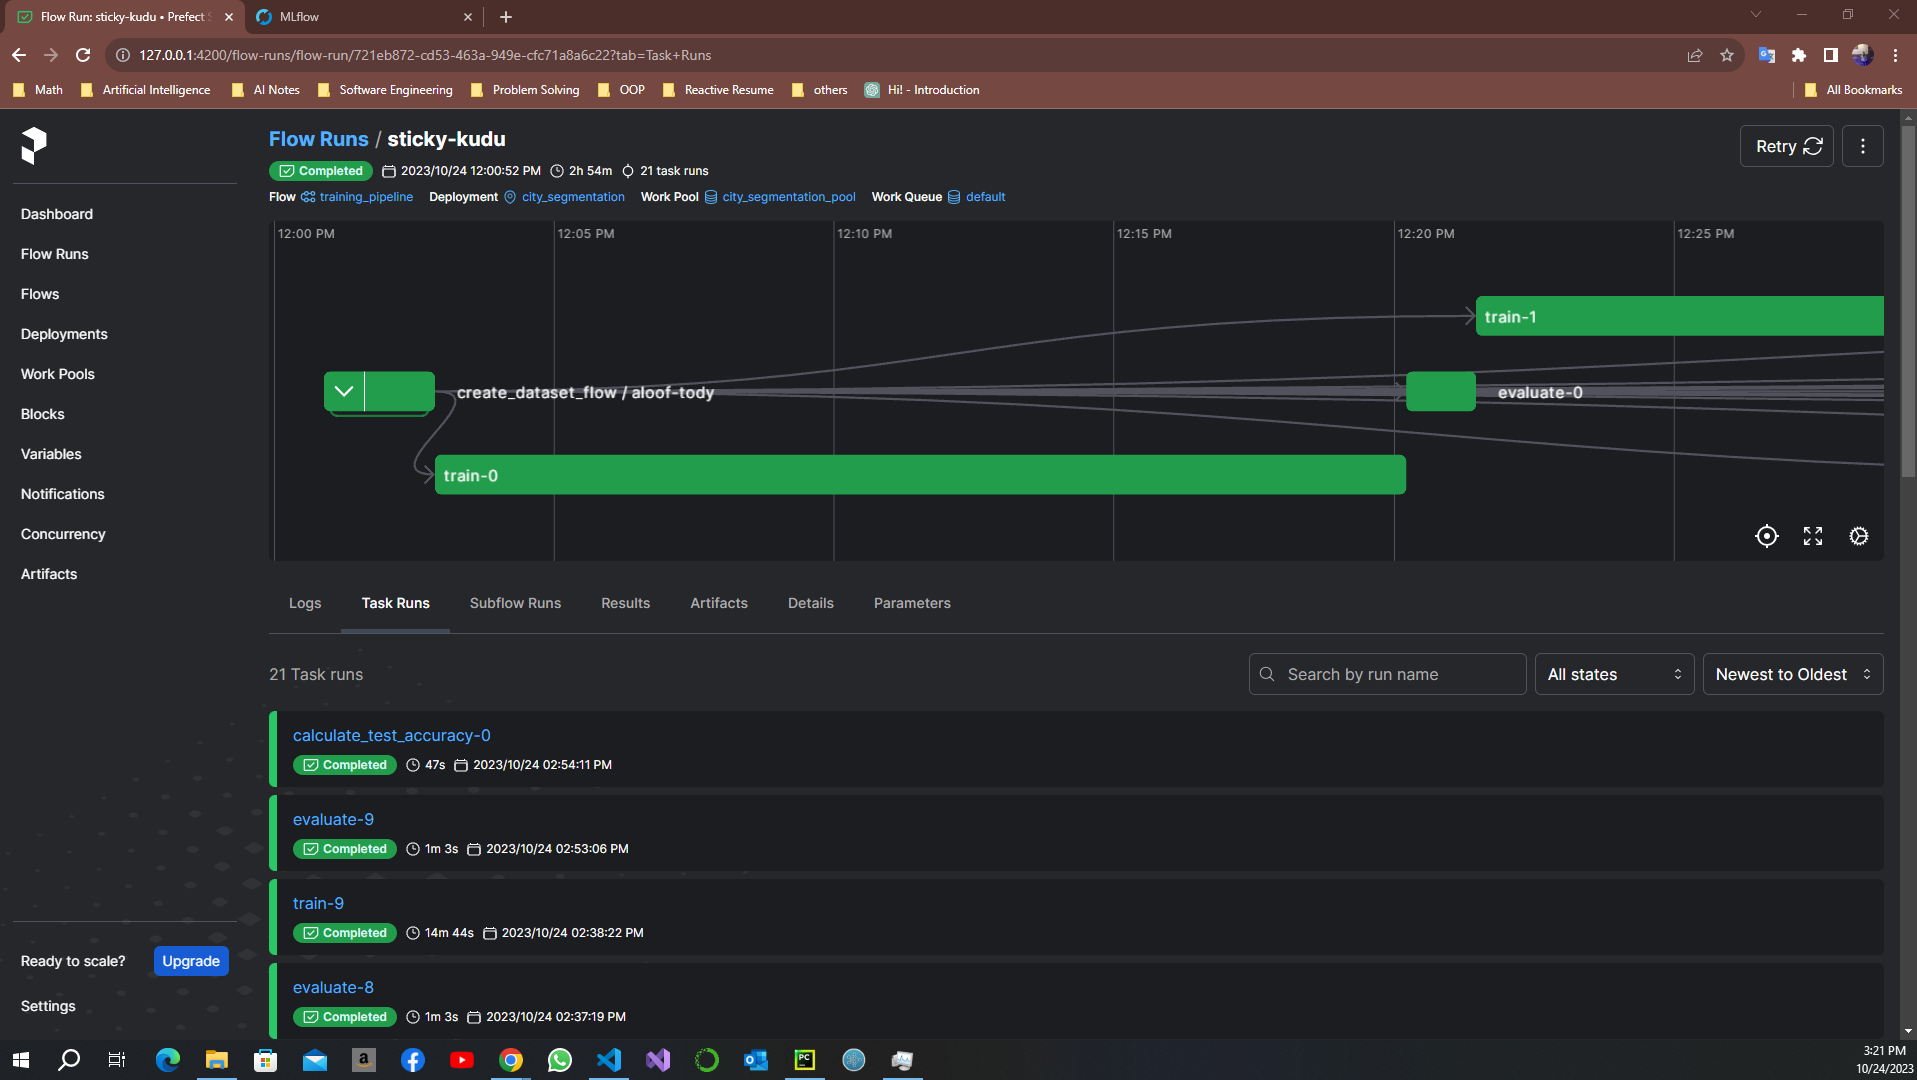 Flow Run: sticky-kudu • Prefect
MLflow
127.0.0.1:4200/flow-runs/flow-run/721eb872-cd53-463a-949e-cfc71a8a6c22?tab=Task+Runs
Math
Artificial Intelligence
AI Notes
Software Engineering
Problem Solving
OOP
Reactive Resume
others
Hi! - Introduction
All Bookmarks
Flow Runs / sticky-kudu
Retry
Completed 2023/10/24 12:00:52 PM 2h 54m 21 task runs
Flow training_pipeline Deployment city_segmentation Work Pool city_segmentation_pool Work Queue default
Dashboard
Flow Runs
Flows
Deployments
Work Pools
Blocks
Variables
Notifications
Concurrency
Artifacts
12:00 PM 12:05 PM 12:10 PM 12:15 PM 12:20 PM 12:25 PM
train-1
create_dataset_flow / aloof-tody
evaluate-0
train-0
Logs Task Runs Subflow Runs Results Artifacts Details Parameters
21 Task runs
Search by run name
All states
Newest to Oldest
calculate_test_accuracy-0
Completed 47s 2023/10/24 02:54:11 PM
evaluate-9
Completed 1m 3s 2023/10/24 02:53:06 PM
train-9
Completed 14m 44s 2023/10/24 02:38:22 PM
evaluate-8
Completed 1m 3s 2023/10/24 02:37:19 PM
Ready to scale? Upgrade
Settings
a
PC
3:21 PM
10/24/2023